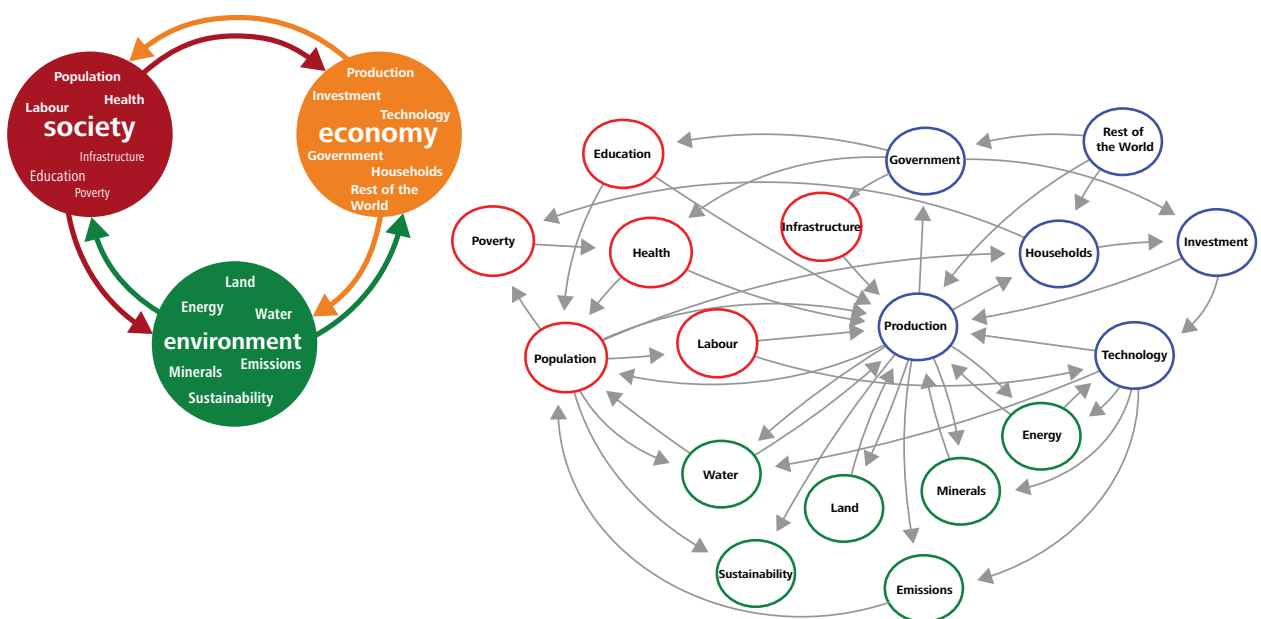 Population
Labour
Health
society
Infrastructure
Education
Poverty
Production
Investment
Technology
economy
Government
Households
Rest of the
World
Land
Energy
Water
environment
Minerals
Emissions
Sustainability
Education
Government
Rest of
the World
Poverty
Health
Infrastructure
Households
Investment
Population
Labour
Production
Technology
Water
Land
Minerals
Energy
Sustainability
Emissions